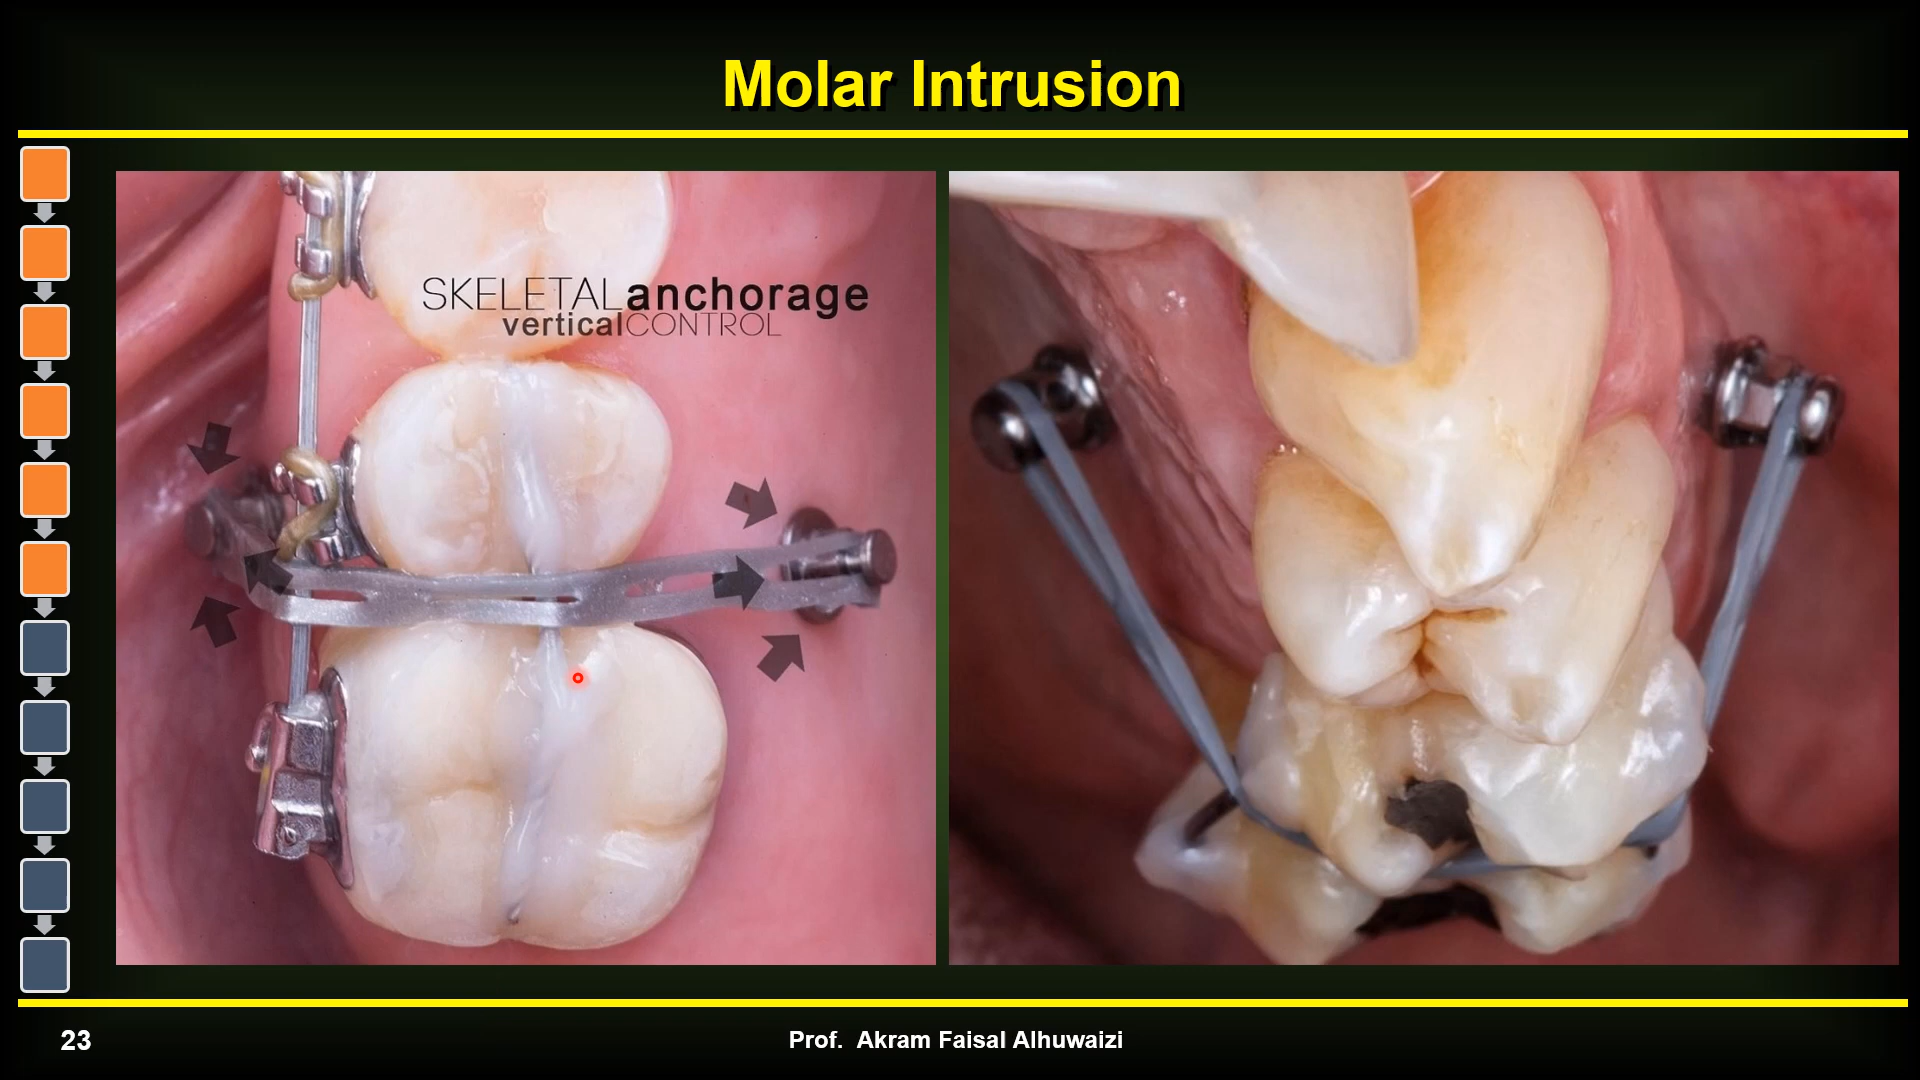 Molar Intrusion
SKELETALanchorage
verticalCONTROL
23
Prof. Akram Faisal Alhuwaizi